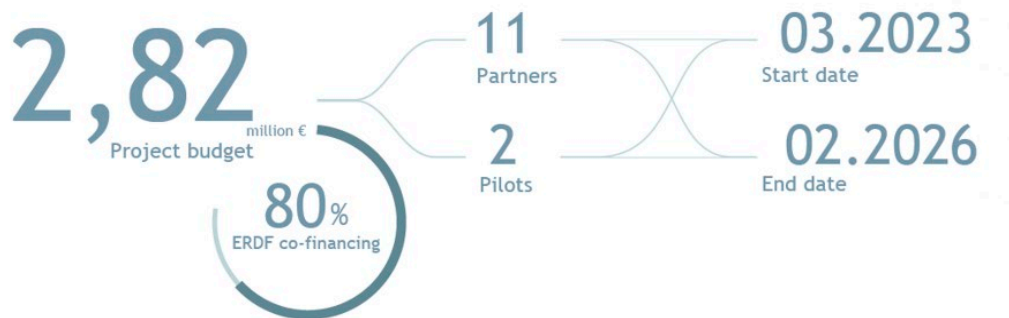 2,82
million €
Project budget
80%
ERDF co-financing
11
Partners
2
Pilots
03.2023
Start date
02.2026
End date